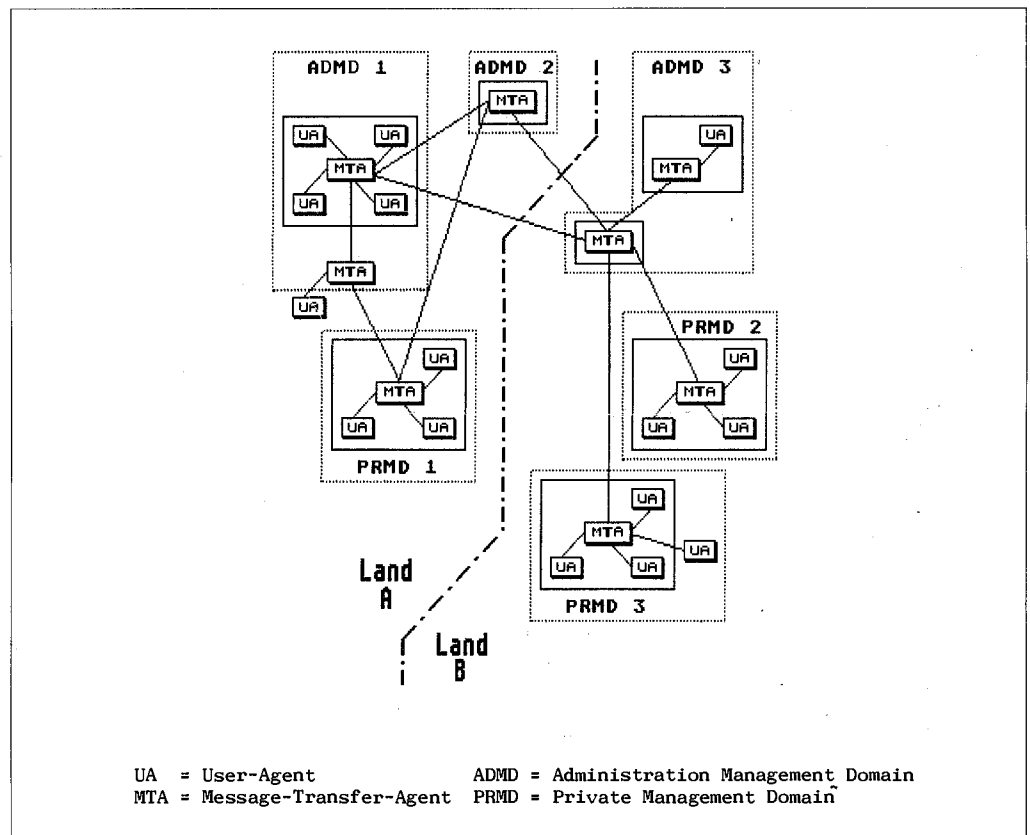 ADMD 1
ADMD 2
ADMD 3
MTA
UA
UA
UA
MTA
MTA
UA
UA
MTA
MTA
UA
PRMD 2
UA
UA
MTA
MTA
UA
UA
UA
UA
PRMD 1
UA
MTA
UA
UA
UA
PRMD 3
Land
A
Land
B
UA = User-Agent
ADMD = Administration Management Domain
MTA = Message-Transfer-Agent
PRMD = Private Management Domain